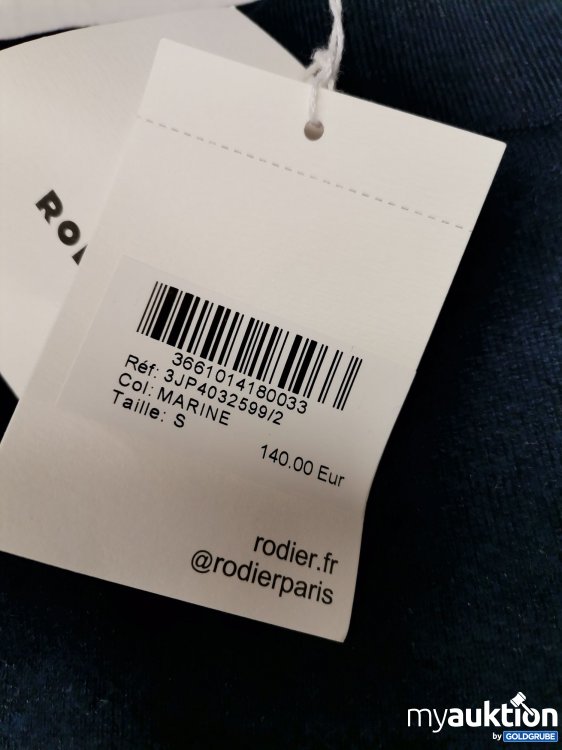 3661014180033
Réf: 3JP4032599/2
Col: MARINE
Taille: S
140.00 Eur
rodier.fr
@rodierparis
myauktion
by GOLDGRUBE